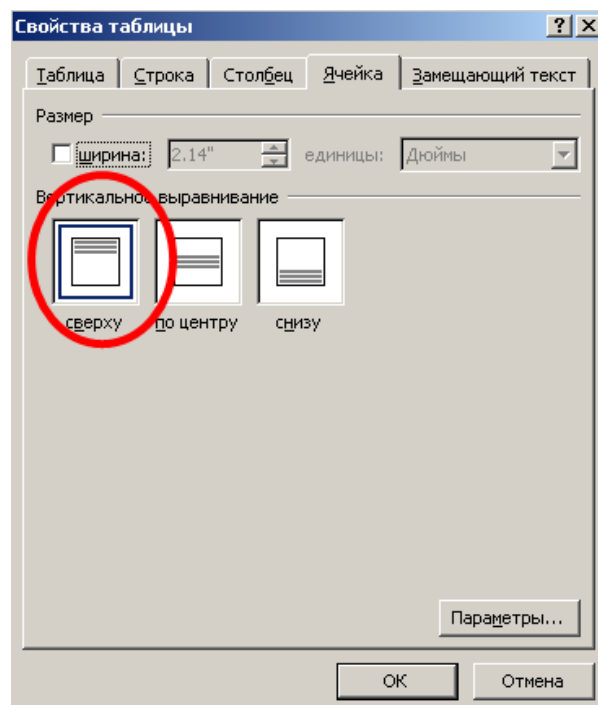 Свойства таблицы
Таблица Строка Столбец Ячейка Замещающий текст
Размер
ширина: 2,14" единицы: Дюймы
Вертикальное выравнивание
сверху по центру снизу
Параметры...
ОК Отмена